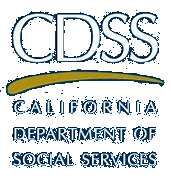 CDSS
CALIFORNIA
DEPARTMENT OF
SOCIAL SERVICES